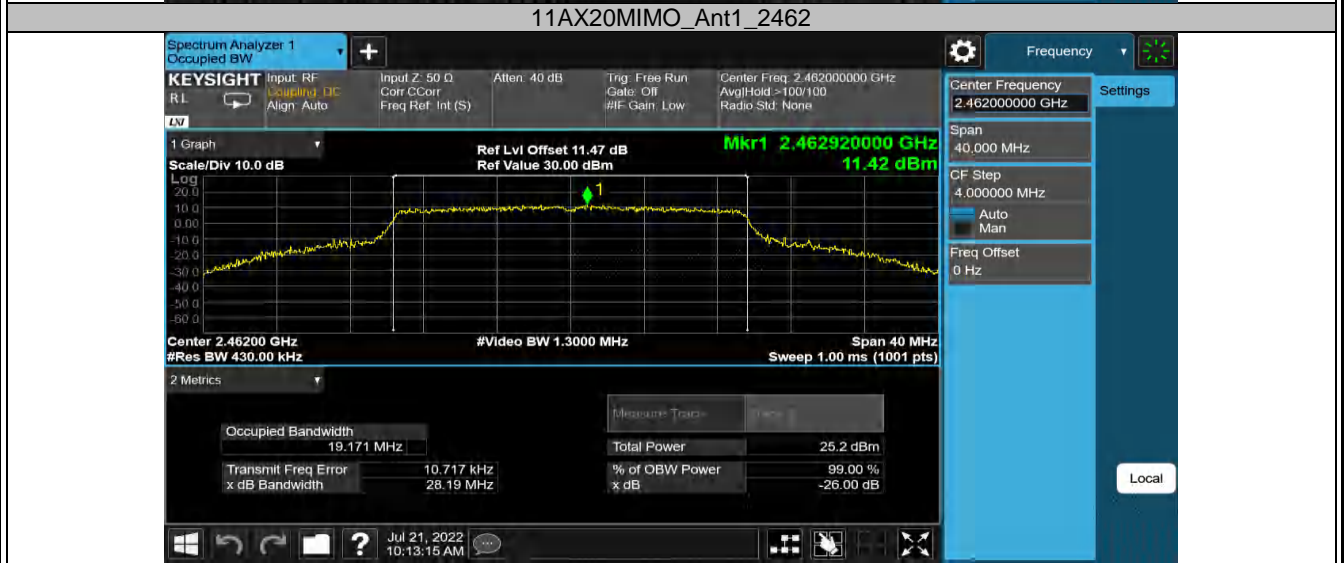 11AX20MIMO_Ant1_2462
Spectrum Analyzer 1
Occupied BW
Frequency
KEYSIGHT
RL
LXI
Input: RF
Coupling: DC
Align: Auto
Input Z: 50 Ω
Corr CCorr
Freq Ref: Int (S)
Atten: 40 dB
Trig: Free Run
Gate: Off
#IF Gain: Low
Center Freq: 2.462000000 GHz
Avg|Hold:>100/100
Radio Std: None
Center Frequency
2.462000000 GHz
Settings
Span
40.000 MHz
CF Step
4.000000 MHz
Auto
Man
Freq Offset
0 Hz
1 Graph
Scale/Div 10.0 dB
Ref Lvl Offset 11.47 dB
Ref Value 30.00 dBm
Mkr1 2.462920000 GHz
11.42 dBm
Log
20.0
10.0
0.00
-10.0
-20.0
-30.0
-40.0
-50.0
-60.0
1
Center 2.46200 GHz
#Res BW 430.00 kHz
#Video BW 1.3000 MHz
Span 40 MHz
Sweep 1.00 ms (1001 pts)
2 Metrics
Measure Trace
Occupied Bandwidth
19.171 MHz
Total Power 25.2 dBm
Transmit Freq Error 10.717 kHz
% of OBW Power 99.00 %
x dB Bandwidth 28.19 MHz
x dB -26.00 dB
Local
?
Jul 21, 2022
10:13:15 AM